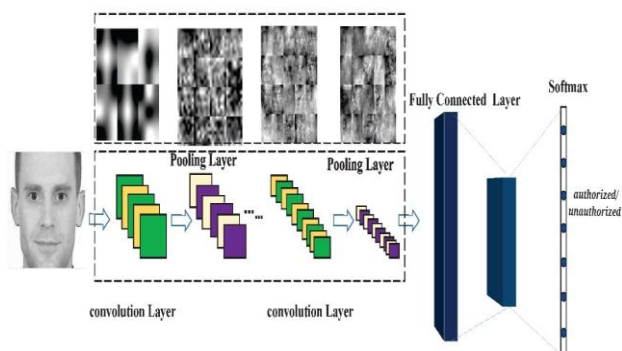 Fully Connected Layer
Softmax
Pooling Layer
Pooling Layer
authorized/
unauthorized
convolution Layer
convolution Layer